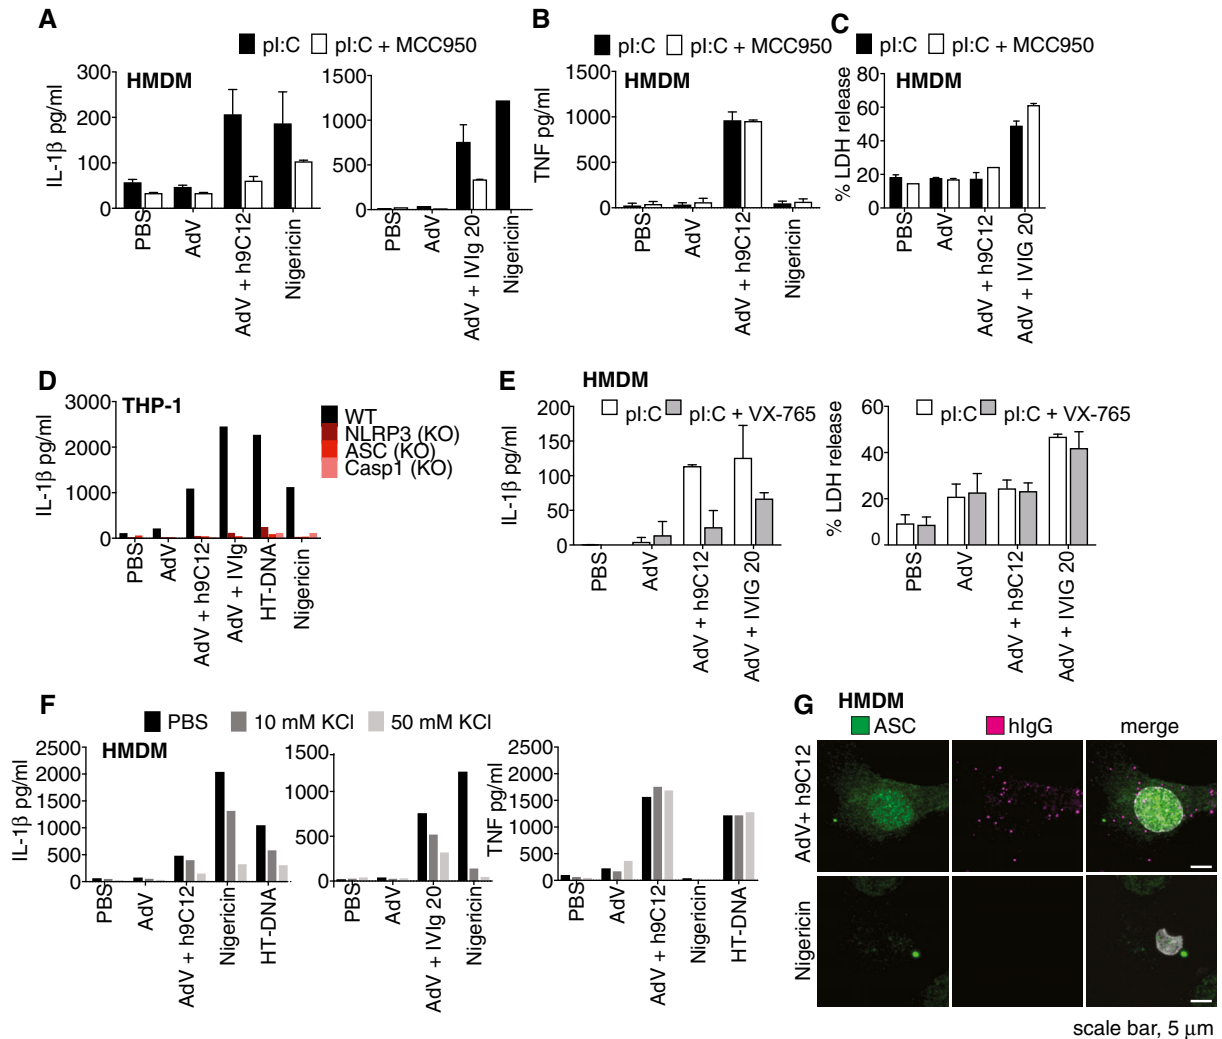 A
pI:C
pI:C + MCC950
HMDM
IL-1β pg/ml
300
200
100
0
PBS
AdV
AdV + h9C12
Nigericin
1500
1000
500
0
PBS
AdV
AdV + IVIg 20
Nigericin
B
pI:C
pI:C + MCC950
HMDM
TNF pg/ml
1500
1000
500
0
PBS
AdV
AdV + h9C12
Nigericin
C
pI:C
pI:C + MCC950
HMDM
% LDH release
80
60
40
20
0
PBS
AdV
AdV + h9C12
AdV + IVIG 20
D
THP-1
IL-1β pg/ml
3000
2000
1000
0
PBS
AdV
AdV + h9C12
AdV + IVIg
HT-DNA
Nigericin
WT
NLRP3 (KO)
ASC (KO)
Casp1 (KO)
E
HMDM
pI:C
pI:C + VX-765
IL-1β pg/ml
200
150
100
50
0
PBS
AdV
AdV + h9C12
AdV + IVIG 20
pI:C
pI:C + VX-765
% LDH release
60
40
20
0
PBS
AdV
AdV + h9C12
AdV + IVIG 20
F
PBS
10 mM KCl
50 mM KCl
HMDM
IL-1β pg/ml
2500
2000
1500
1000
500
0
PBS
AdV
AdV + h9C12
Nigericin
HT-DNA
1500
1000
500
0
PBS
AdV
AdV + IVIg 20
Nigericin
TNF pg/ml
2500
2000
1500
1000
500
0
PBS
AdV
AdV + h9C12
Nigericin
HT-DNA
G
HMDM
ASC
hIgG
merge
AdV+ h9C12
Nigericin
scale bar, 5 μm